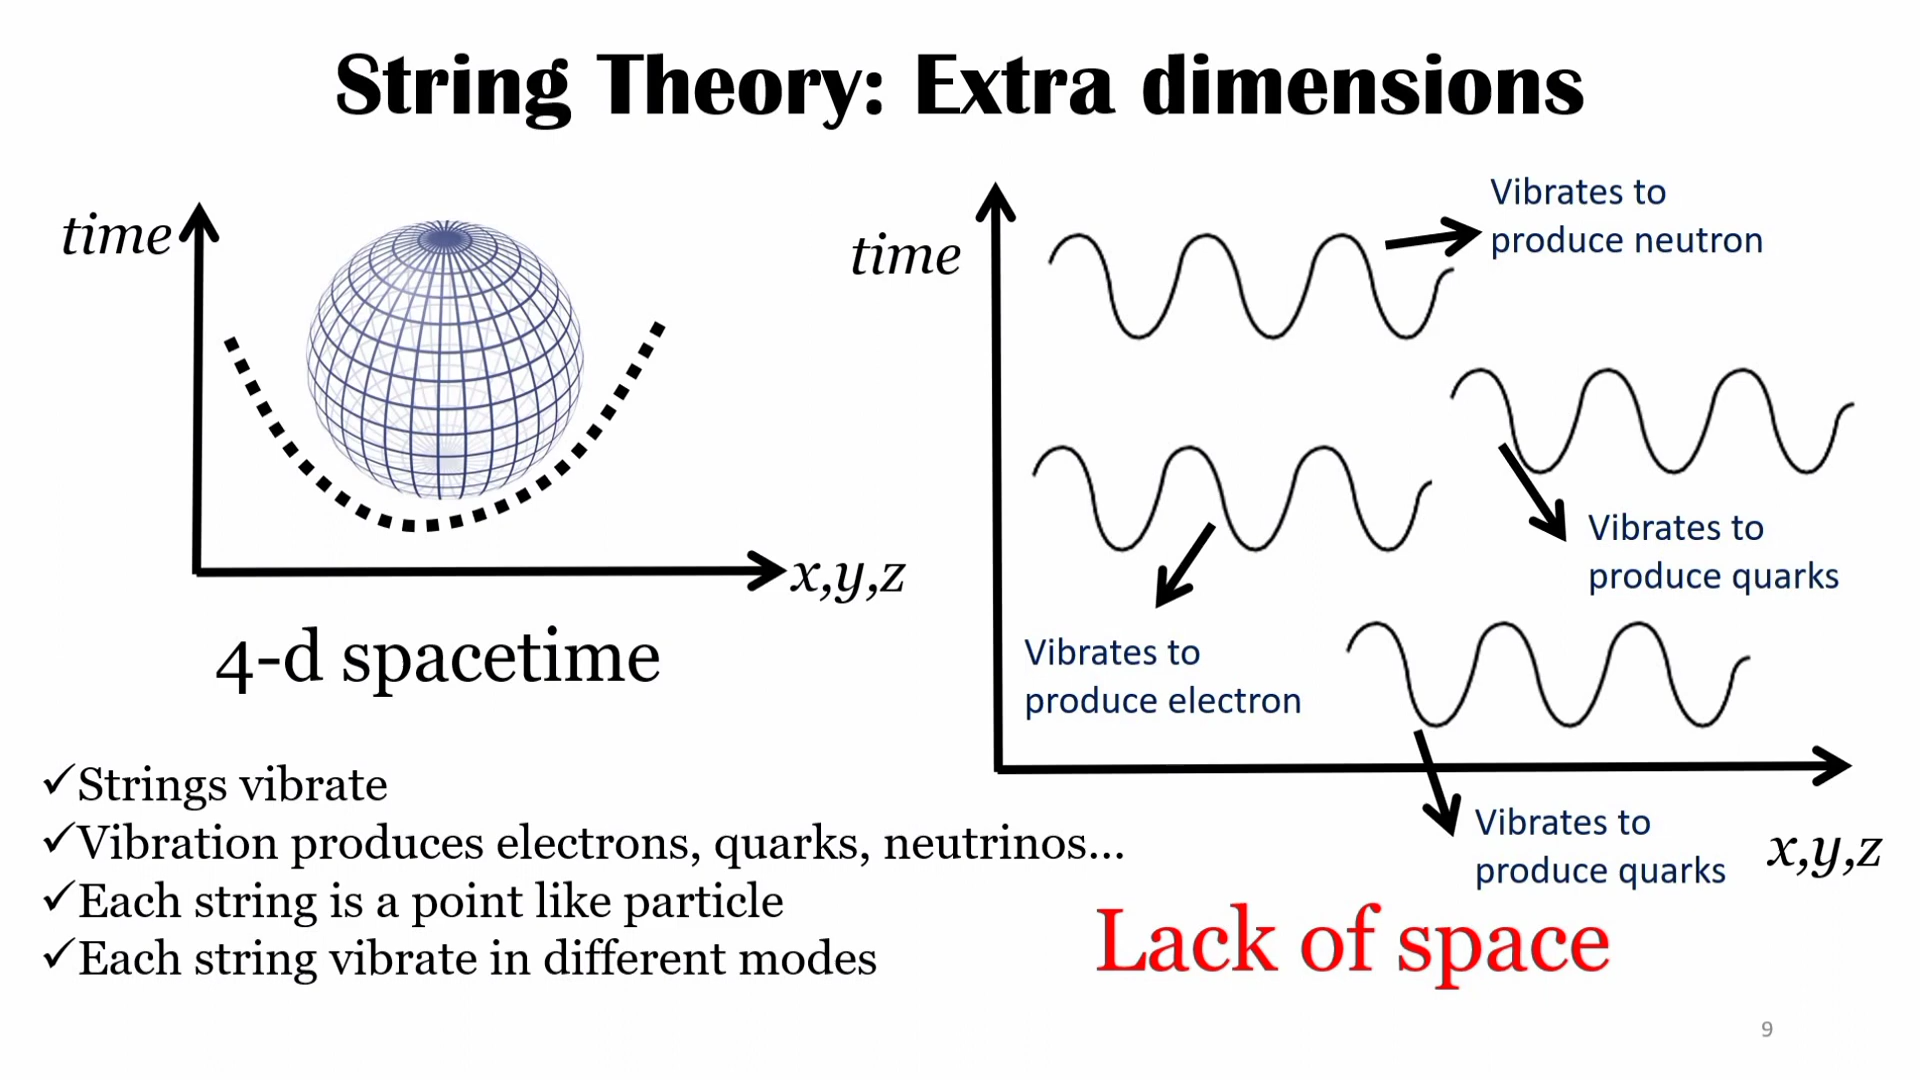 String Theory: Extra dimensions
time
x,y,z
4-d spacetime
✓Strings vibrate
✓Vibration produces electrons, quarks, neutrinos...
✓Each string is a point like particle
✓Each string vibrate in different modes
time
Vibrates to
produce neutron
Vibrates to
produce quarks
Vibrates to
produce electron
Vibrates to
produce quarks
x,y,z
Lack of space
9